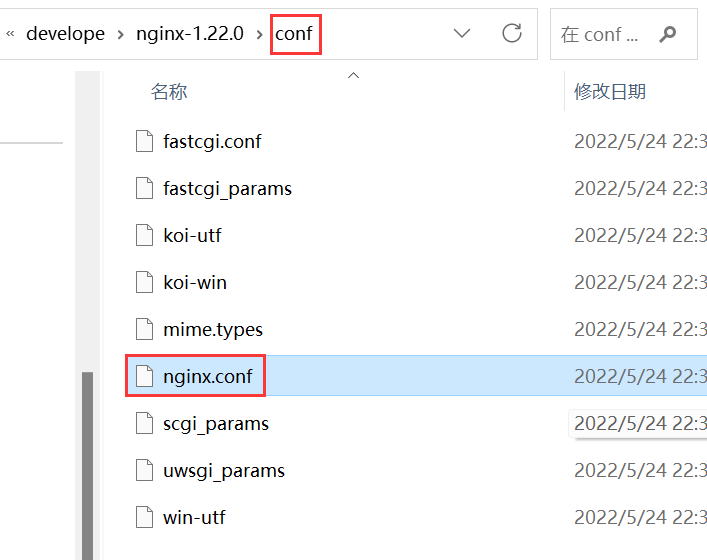 « develope > nginx-1.22.0 > conf
在 conf ...
名称 修改日期
fastcgi.conf 2022/5/24 22:3
fastcgi_params 2022/5/24 22:3
koi-utf 2022/5/24 22:3
koi-win 2022/5/24 22:3
mime.types 2022/5/24 22:3
nginx.conf 2022/5/24 22:3
scgi_params 2022/5/24 22:3
uwsgi_params 2022/5/24 22:3
win-utf 2022/5/24 22:3